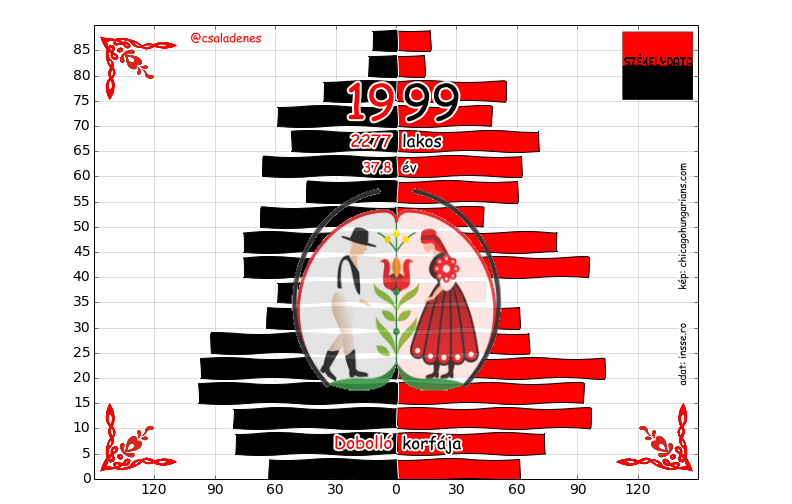 @csaladenes
SZÉKELYDATA
1999
2277 lakos
37.8 év
kép: chicagohungarians.com
adat: insse.ro
Dobolló korfája
85
80
75
70
65
60
55
50
45
40
35
30
25
20
15
10
5
0
120 90 60 30 0 30 60 90 120